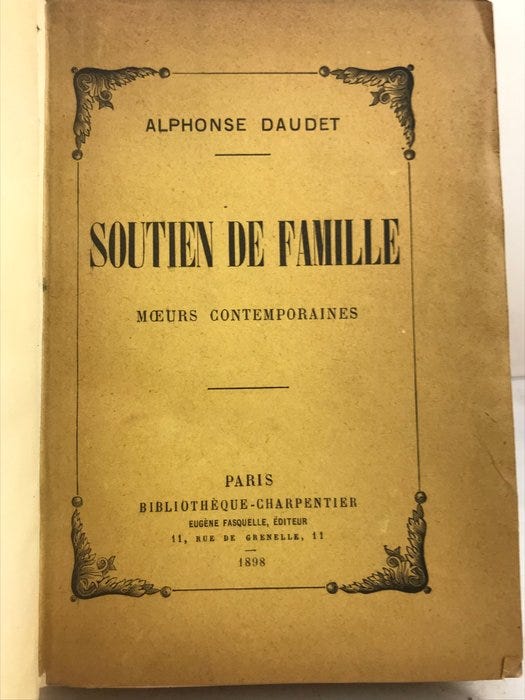 ALPHONSE DAUDET
SOUTIEN DE FAMILLE
MŒURS CONTEMPORAINES
PARIS
BIBLIOTHÈQUE-CHARPENTIER
EUGÈNE FASQUELLE, ÉDITEUR
11, RUE DE GRENELLE, 11
1898